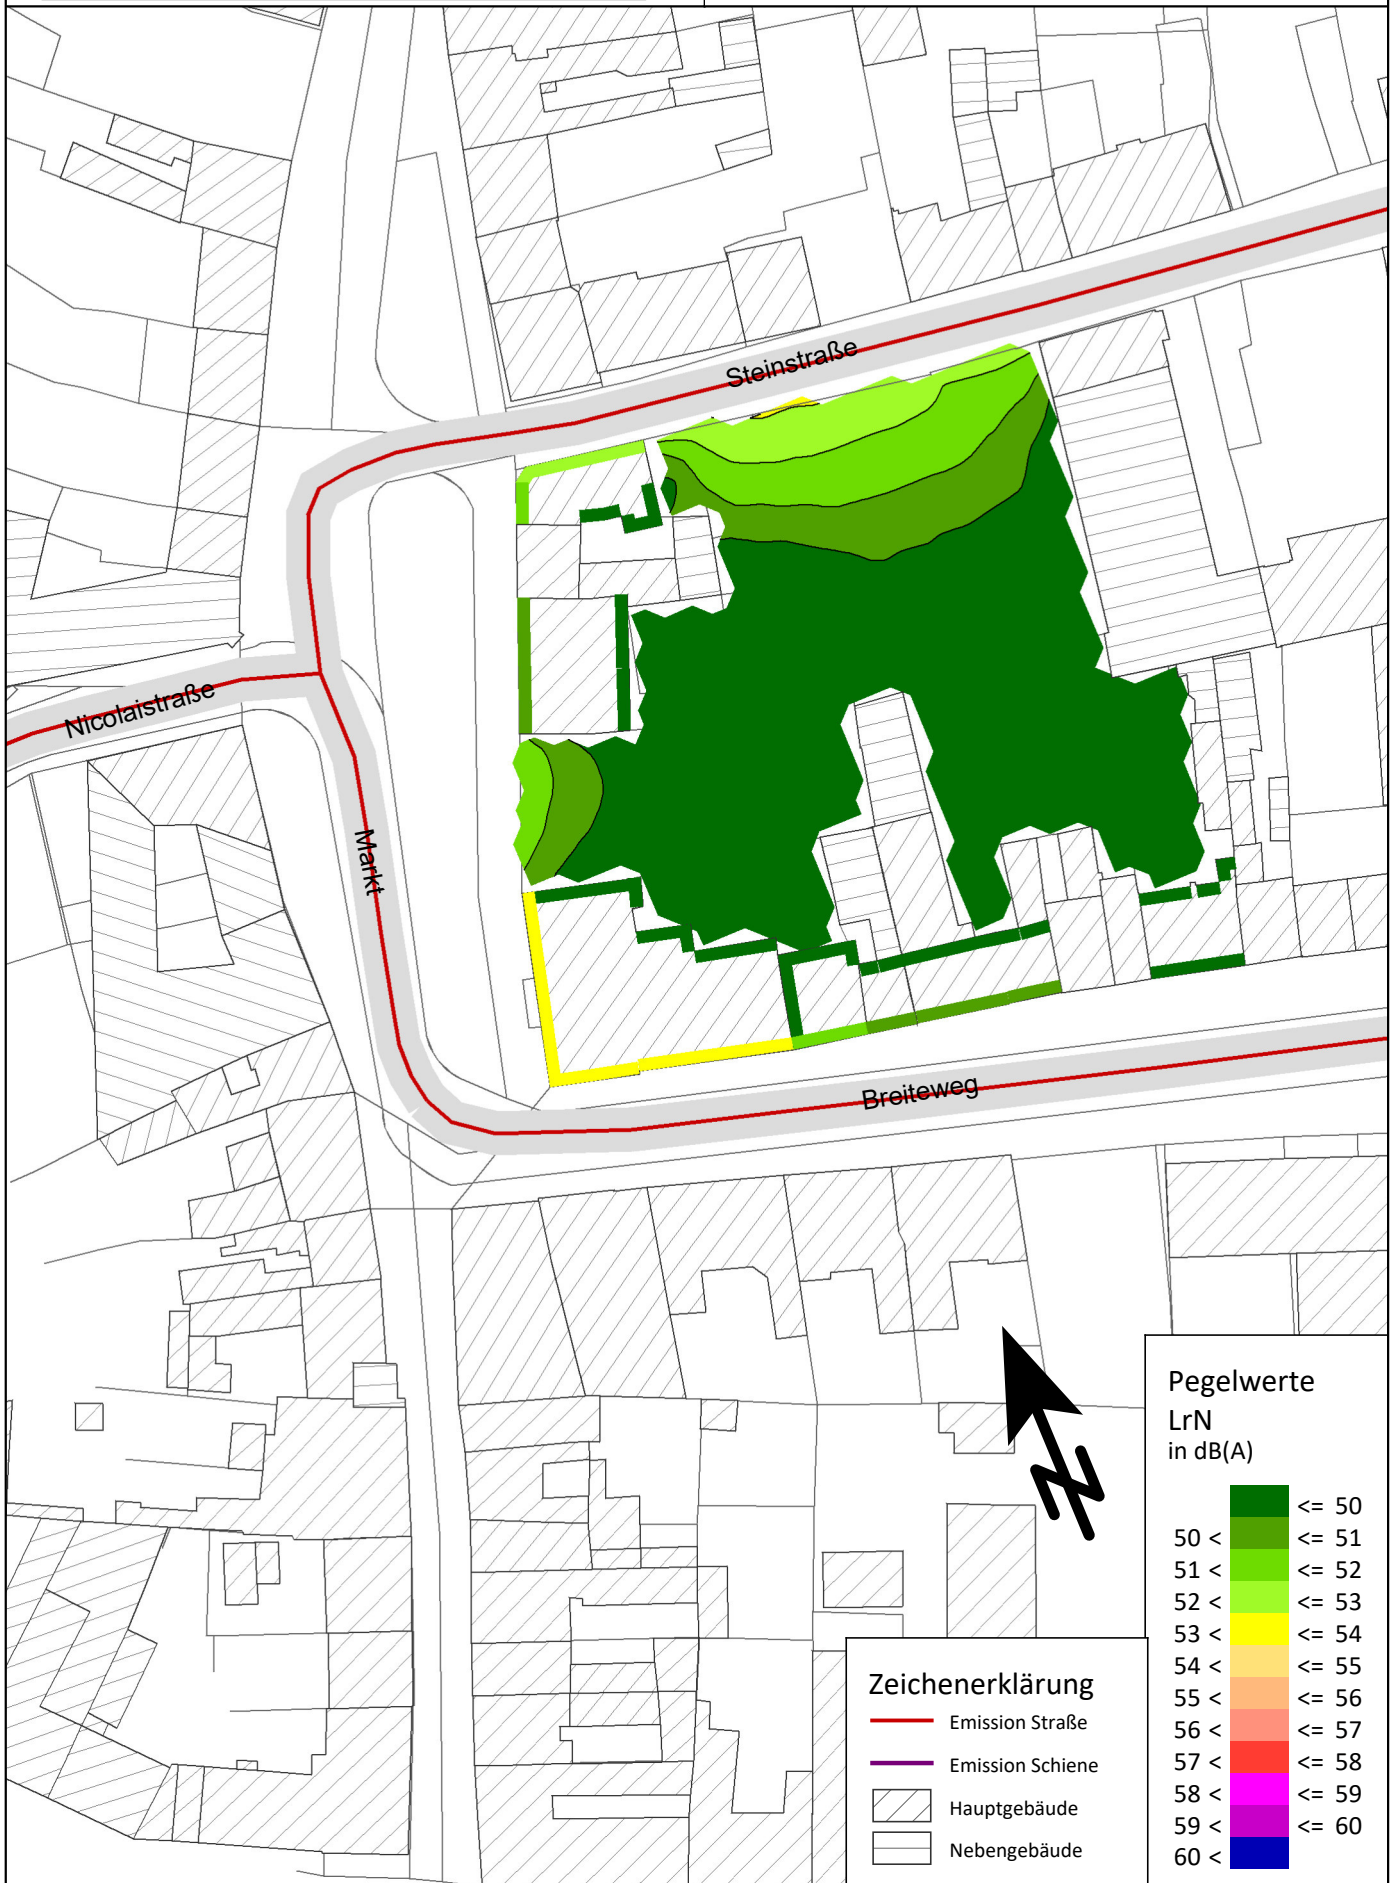 Steinstraße
Nicolaistraße
Markt
Breiteweg
Pegelwerte
LrN
in dB(A)
<= 50
50 < <= 51
51 < <= 52
52 < <= 53
53 < <= 54
54 < <= 55
55 < <= 56
56 < <= 57
57 < <= 58
58 < <= 59
59 < <= 60
60 <
Zeichenerklärung
Emission Straße
Emission Schiene
Hauptgebäude
Nebengebäude